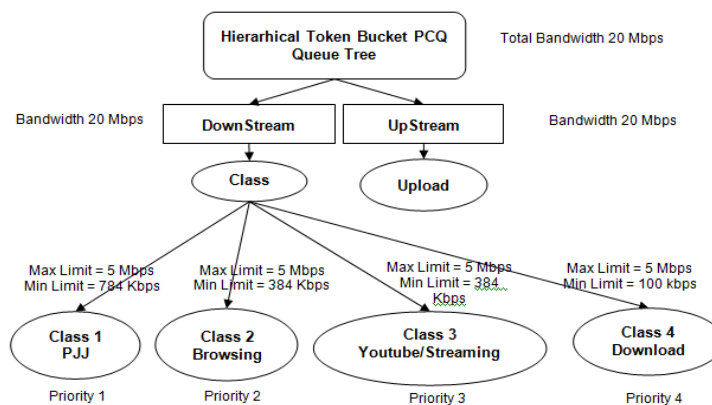 Hierarhical Token Bucket PCQ
Queue Tree
Total Bandwidth 20 Mbps
Bandwidth 20 Mbps
DownStream
UpStream
Bandwidth 20 Mbps
Class
Upload
Max Limit = 5 Mbps
Min Limit = 784 Kbps
Max Limit = 5 Mbps
Min Limit = 384 Kbps
Max Limit = 5 Mbps
Min Limit = 384
Kbps
Max Limit = 5 Mbps
Min Limit = 100 kbps
Class 1
PJJ
Class 2
Browsing
Class 3
Youtube/Streaming
Class 4
Download
Priority 1
Priority 2
Priority 3
Priority 4